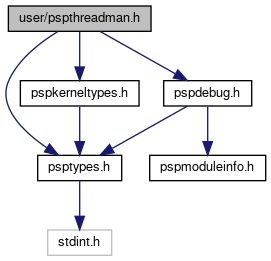 user/pspthreadman.h
pspkerneltypes.h
pspdebug.h
psptypes.h
pspmoduleinfo.h
stdint.h